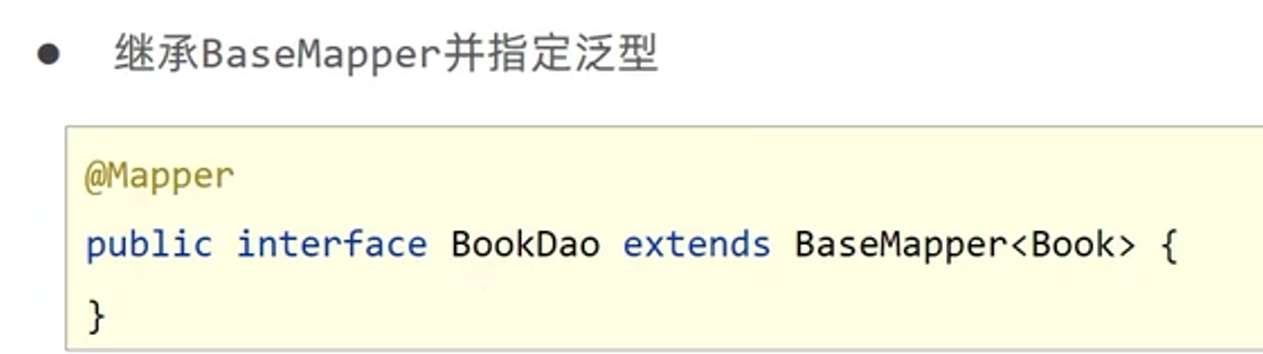 ● 继承BaseMapper并指定泛型
@Mapper
public interface BookDao extends BaseMapper<Book> {
}